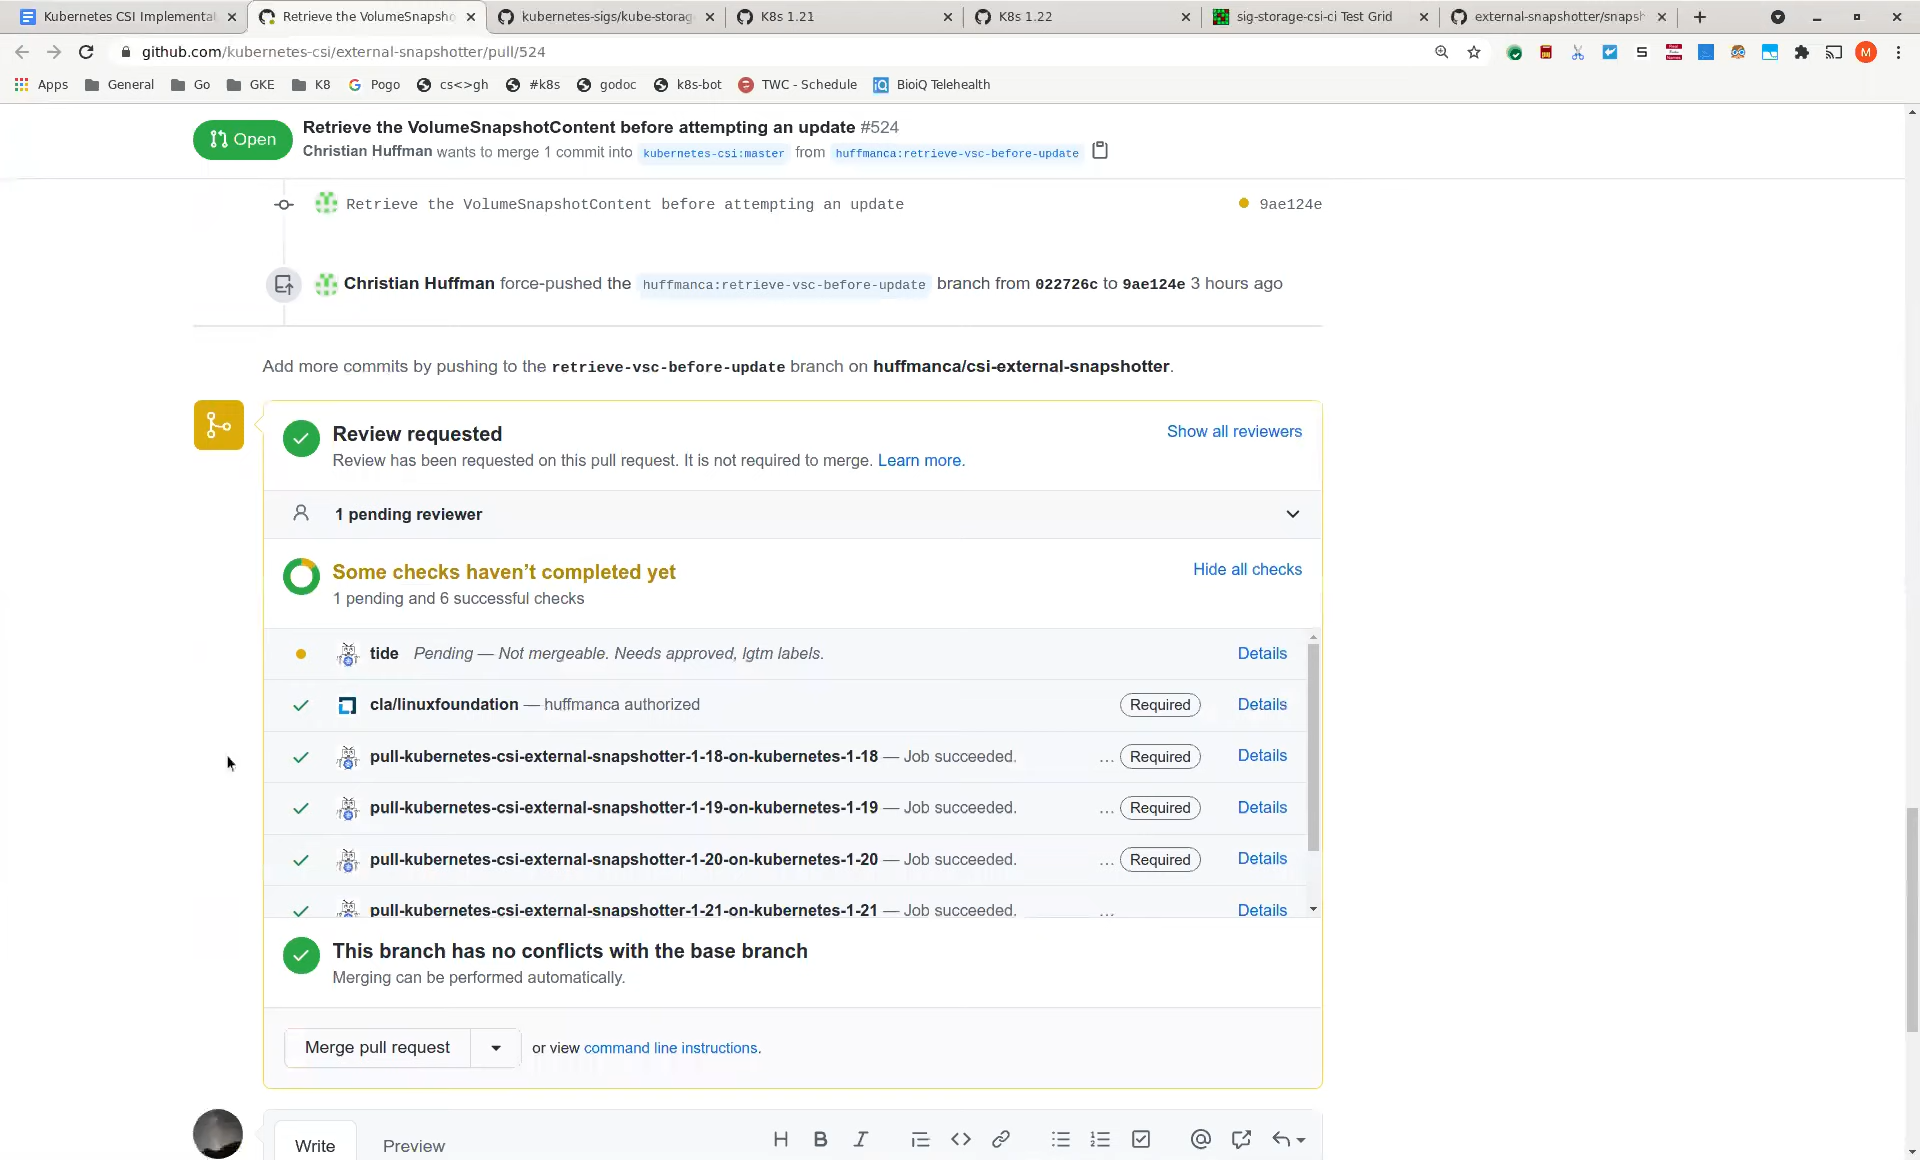 Kubernetes CSI Implementa
Retrieve the VolumeSnapsho
kubernetes-sigs/kube-storag
K8s 1.21
K8s 1.22
sig-storage-csi-ci Test Grid
external-snapshotter/snapsh
github.com/kubernetes-csi/external-snapshotter/pull/524
M
Apps
General
Go
GKE
K8
Pogo
cs<>gh
#k8s
godoc
k8s-bot
TWC - Schedule
BioiQ Telehealth
Open
Retrieve the VolumeSnapshotContent before attempting an update #524
Christian Huffman wants to merge 1 commit into kubernetes-csi:master from huffmanca:retrieve-vsc-before-update
Retrieve the VolumeSnapshotContent before attempting an update
9ae124e
Christian Huffman force-pushed the huffmanca:retrieve-vsc-before-update branch from 022726c to 9ae124e 3 hours ago
Add more commits by pushing to the retrieve-vsc-before-update branch on huffmanca/csi-external-snapshotter.
Review requested
Show all reviewers
Review has been requested on this pull request. It is not required to merge. Learn more.
1 pending reviewer
Some checks haven’t completed yet
Hide all checks
1 pending and 6 successful checks
tide Pending — Not mergeable. Needs approved, lgtm labels. Details
cla/linuxfoundation — huffmanca authorized Required Details
pull-kubernetes-csi-external-snapshotter-1-18-on-kubernetes-1-18 — Job succeeded. ... Required Details
pull-kubernetes-csi-external-snapshotter-1-19-on-kubernetes-1-19 — Job succeeded. ... Required Details
pull-kubernetes-csi-external-snapshotter-1-20-on-kubernetes-1-20 — Job succeeded. ... Required Details
pull-kubernetes-csi-external-snapshotter-1-21-on-kubernetes-1-21 — Job succeeded. ... Details
This branch has no conflicts with the base branch
Merging can be performed automatically.
Merge pull request
or view command line instructions.
Write
Preview